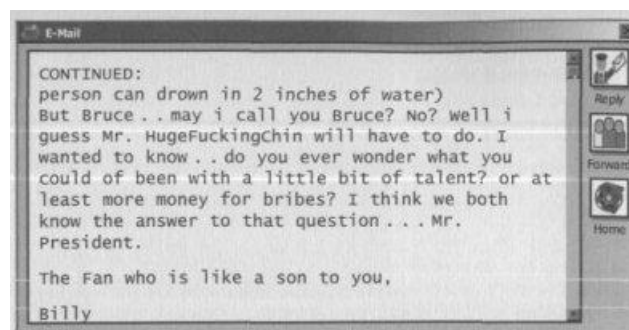 E-Mail
CONTINUED:
person can drown in 2 inches of water)
But Bruce . . may i call you Bruce? No? Well i
guess Mr. HugeFuckingChin will have to do. I
wanted to know . . do you ever wonder what you
could of been with a little bit of talent? or at
least more money for bribes? I think we both
know the answer to that question . . . Mr.
President.
The Fan who is like a son to you,
Billy
Reply
Forward
Home